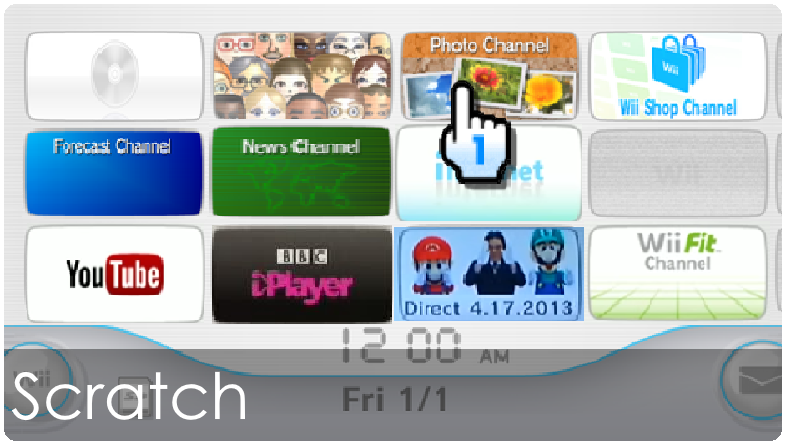 Photo Channel
Wii
Wii Shop Channel
Forecast Channel
News Channel
1
YouTube
BBC
iPlayer
Direct 4.17.2013
Wii Fit
Channel
12 00 AM
Fri 1/1
Scratch